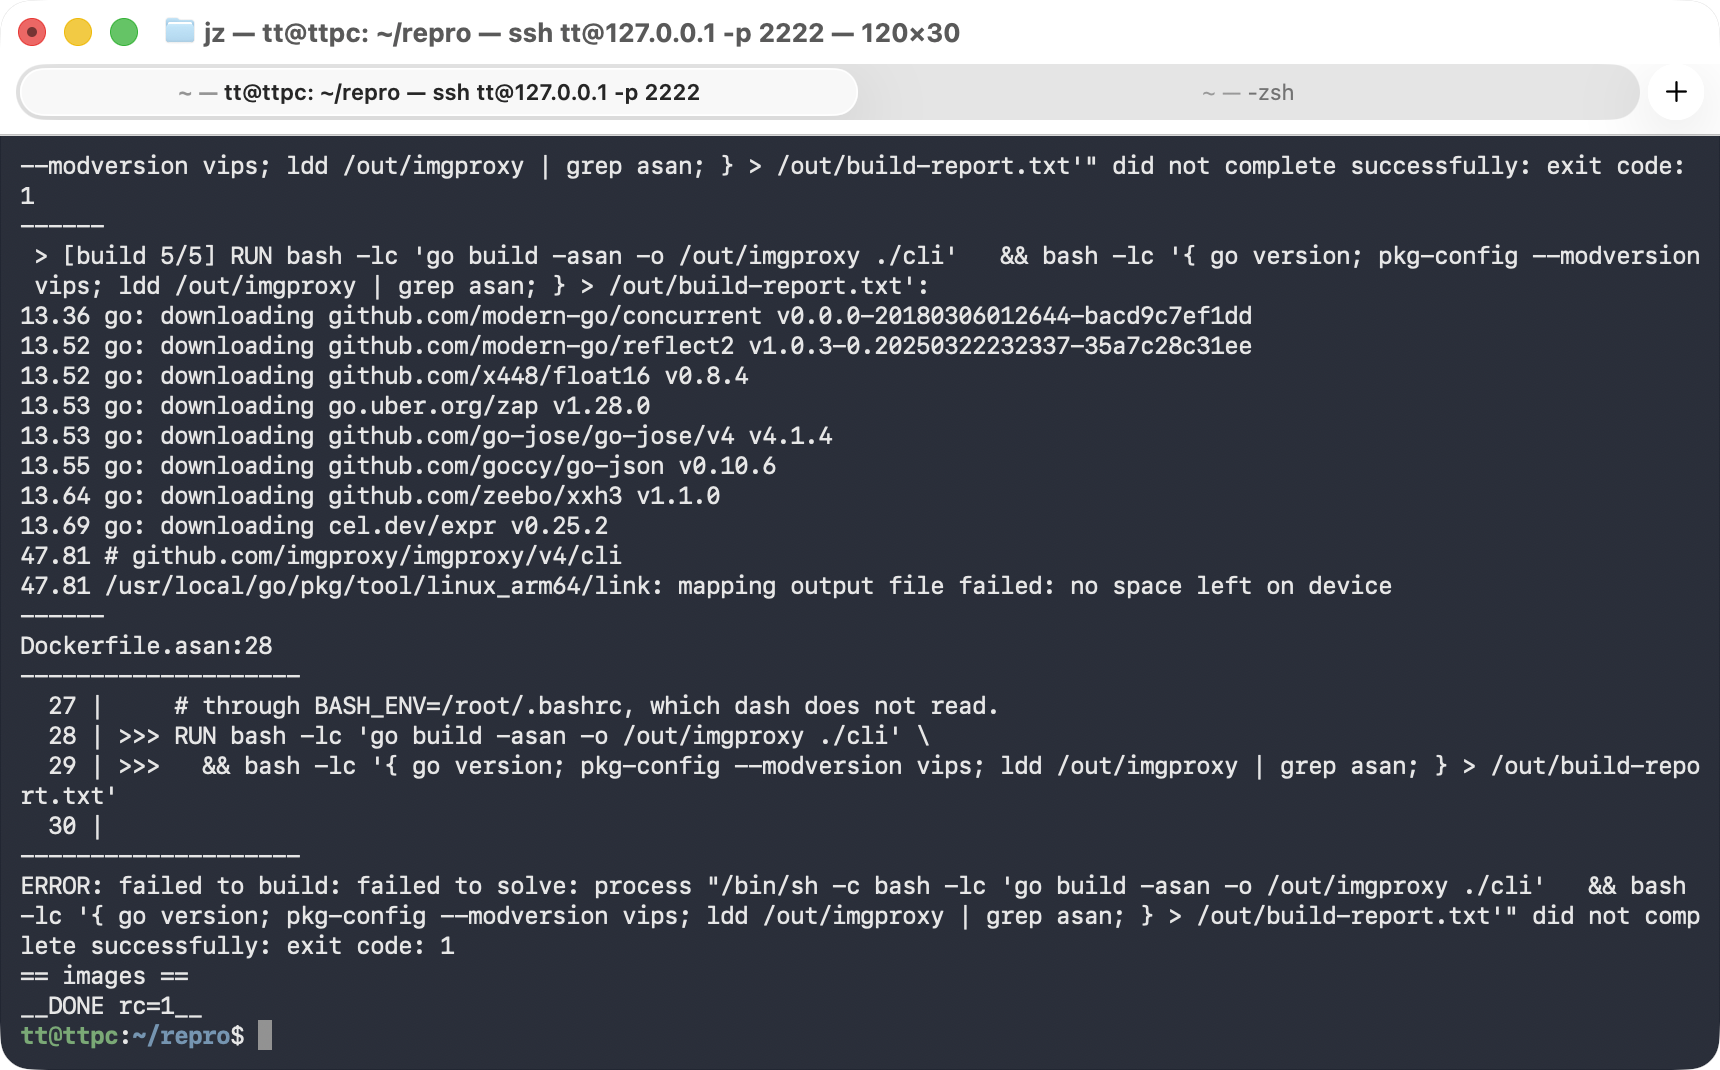 jz — tt@ttpc: ~/repro — ssh tt@127.0.0.1 -p 2222 — 120×30
~ — tt@ttpc: ~/repro — ssh tt@127.0.0.1 -p 2222
~ — -zsh
+
--modversion vips; ldd /out/imgproxy | grep asan; } > /out/build-report.txt'" did not complete successfully: exit code:
1
------
 > [build 5/5] RUN bash -lc 'go build -asan -o /out/imgproxy ./cli'   && bash -lc '{ go version; pkg-config --modversion
 vips; ldd /out/imgproxy | grep asan; } > /out/build-report.txt':
13.36 go: downloading github.com/modern-go/concurrent v0.0.0-20180306012644-bacd9c7ef1dd
13.52 go: downloading github.com/modern-go/reflect2 v1.0.3-0.20250322232337-35a7c28c31ee
13.52 go: downloading github.com/x448/float16 v0.8.4
13.53 go: downloading go.uber.org/zap v1.28.0
13.53 go: downloading github.com/go-jose/go-jose/v4 v4.1.4
13.55 go: downloading github.com/goccy/go-json v0.10.6
13.64 go: downloading github.com/zeebo/xxh3 v1.1.0
13.69 go: downloading cel.dev/expr v0.25.2
47.81 # github.com/imgproxy/imgproxy/v4/cli
47.81 /usr/local/go/pkg/tool/linux_arm64/link: mapping output file failed: no space left on device
------
Dockerfile.asan:28
--------------------
  27 |     # through BASH_ENV=/root/.bashrc, which dash does not read.
  28 | >>> RUN bash -lc 'go build -asan -o /out/imgproxy ./cli' \
  29 | >>>   && bash -lc '{ go version; pkg-config --modversion vips; ldd /out/imgproxy | grep asan; } > /out/build-repo
rt.txt'
  30 |
--------------------
ERROR: failed to build: failed to solve: process "/bin/sh -c bash -lc 'go build -asan -o /out/imgproxy ./cli'   && bash
-lc '{ go version; pkg-config --modversion vips; ldd /out/imgproxy | grep asan; } > /out/build-report.txt'" did not comp
lete successfully: exit code: 1
== images ==
__DONE rc=1__
tt@ttpc:~/repro$